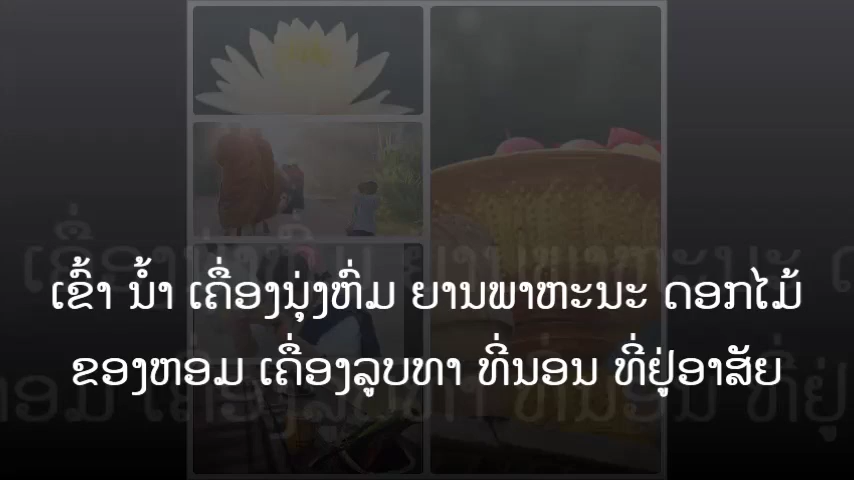 ເຂົ້າ ນ້ຳ ເຄື່ອງນຸ່ງຫົ່ມ ຍານພາຫະນະ ດອກໄມ້
ຂອງຫອມ ເຄື່ອງລູບທາ ທີ່ນອນ ທີ່ຢູ່ອາສັຍ